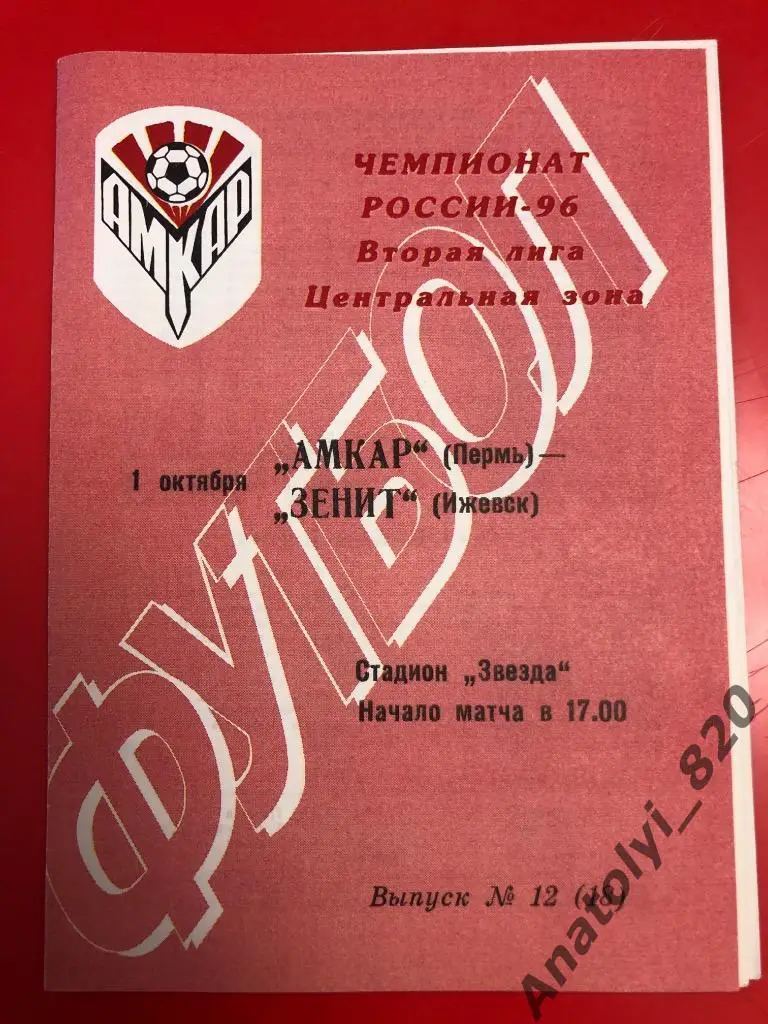 АМКАР
ЧЕМПИОНАТ
РОССИИ-96
Вторая лига
Центральная зона
ФУТБОЛ
1 октября
„АМКАР“ (Пермь) —
„ЗЕНИТ“ (Ижевск)
Стадион „Звезда“
Начало матча в 17.00
Выпуск № 12 (18)
Anatolyi_820